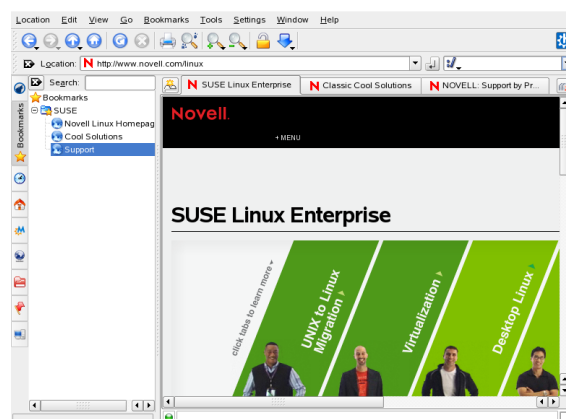 Location Edit View Go Bookmarks Tools Settings Window Help
Location: http://www.novell.com/linux
Search:
SUSE Linux Enterprise
Classic Cool Solutions
NOVELL: Support by Pr...
Bookmarks
Bookmarks
SUSE
Novell Linux Homepag
Cool Solutions
Support
Novell
+ MENU
SUSE Linux Enterprise
click tabs to learn more
UNIX to Linux
Migration
Virtualization
Desktop Linux